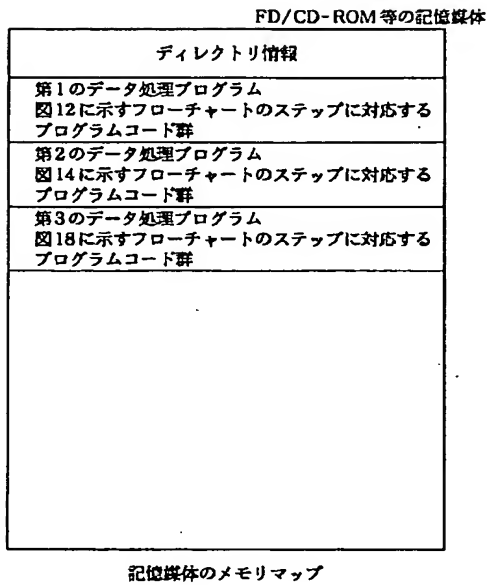 FD/CD-ROM等の記憶媒体
ディレクトリ情報
第1のデータ処理プログラム
図12に示すフローチャートのステップに対応する
プログラムコード群
第2のデータ処理プログラム
図14に示すフローチャートのステップに対応する
プログラムコード群
第3のデータ処理プログラム
図18に示すフローチャートのステップに対応する
プログラムコード群
記憶媒体のメモリマップ